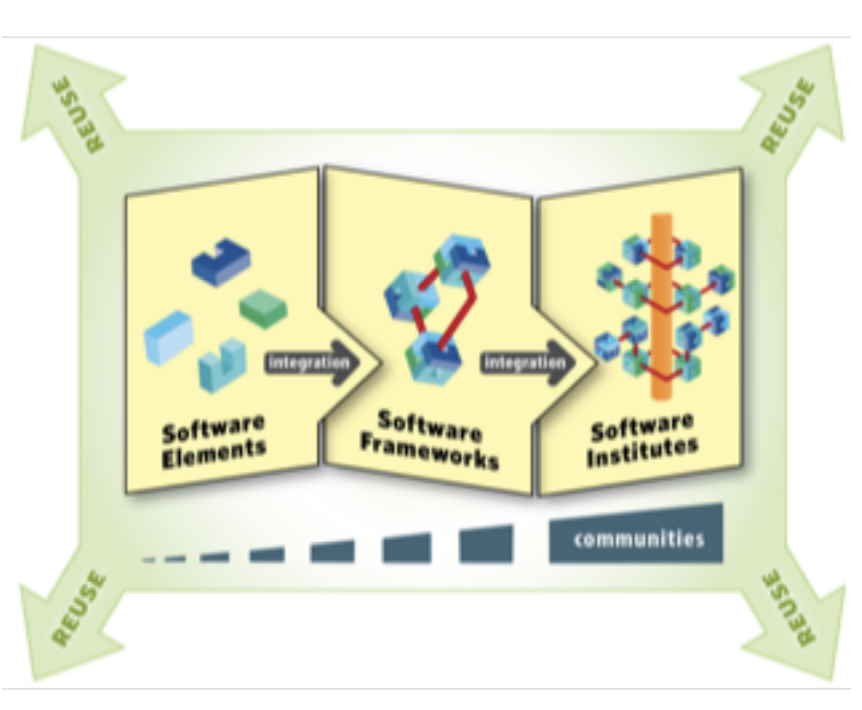 REUSE
REUSE
integration
integration
Software
Elements
Software
Frameworks
Software
Institutes
communities
REUSE
REUSE